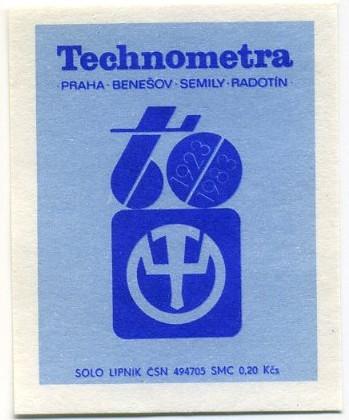 Technometra
·PRAHA·BENEŠOV·SEMILY·RADOTÍN·
60
1923
1983
SOLO LIPNÍK ČSN 494705 SMC 0,20 Kčs